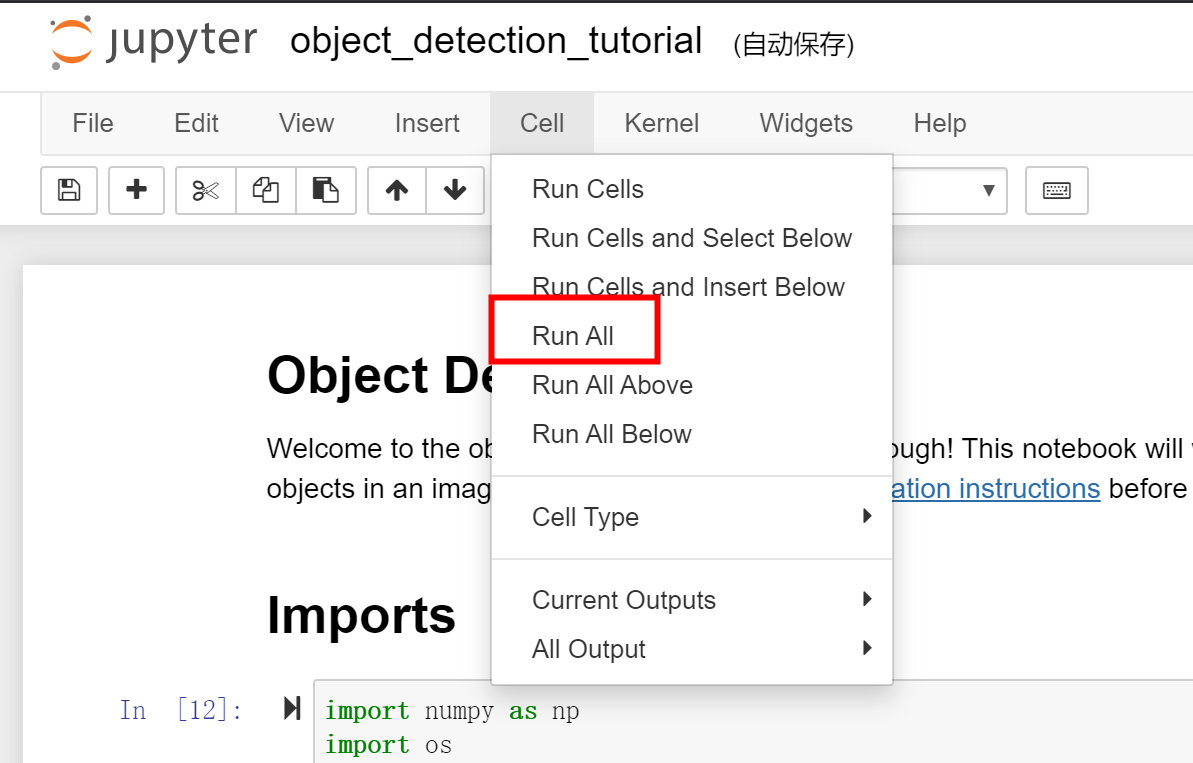 jupyter object_detection_tutorial (自动保存)
File Edit View Insert Cell Kernel Widgets Help
Run Cells
Run Cells and Select Below
Run Cells and Insert Below
Run All
Run All Above
Run All Below
Cell Type
Current Outputs
All Output
Object De
Welcome to the ob ough! This notebook will
objects in an imag ation instructions before
Imports
In [12]: import numpy as np
import os